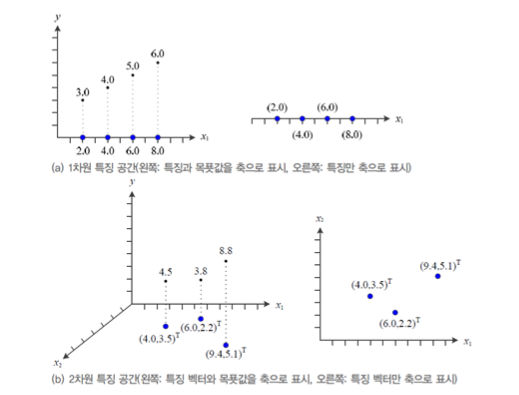 y
6.0
5.0
4.0
3.0
x₁
2.0 4.0 6.0 8.0
(2.0) (6.0)
x₁
(4.0) (8.0)
(a) 1차원 특징 공간(왼쪽: 특징과 목푯값을 축으로 표시, 오른쪽: 특징만 축으로 표시)
y
8.8
4.5 3.8
x₁
(4.0,3.5)ᵀ (6.0,2.2)ᵀ
(9.4,5.1)ᵀ
x₂
x₂
(9.4,5.1)ᵀ
(4.0,3.5)ᵀ
(6.0,2.2)ᵀ
x₁
(b) 2차원 특징 공간(왼쪽: 특징 벡터와 목푯값을 축으로 표시, 오른쪽: 특징 벡터만 축으로 표시)